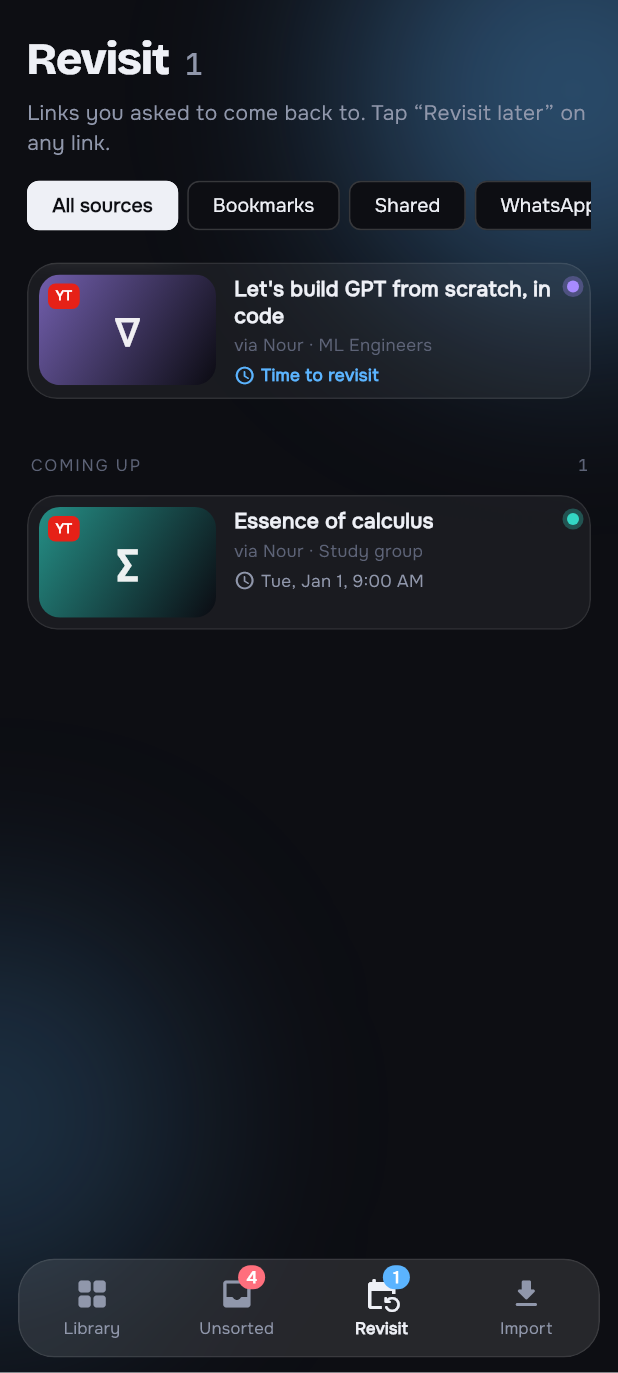 Revisit 1
Links you asked to come back to. Tap “Revisit later” on
any link.
All sources
Bookmarks
Shared
WhatsApp
YT
∇
Let's build GPT from scratch, in
code
via Nour · ML Engineers
Time to revisit
COMING UP
1
YT
Σ
Essence of calculus
via Nour · Study group
Tue, Jan 1, 9:00 AM
4
1
Library
Unsorted
Revisit
Import